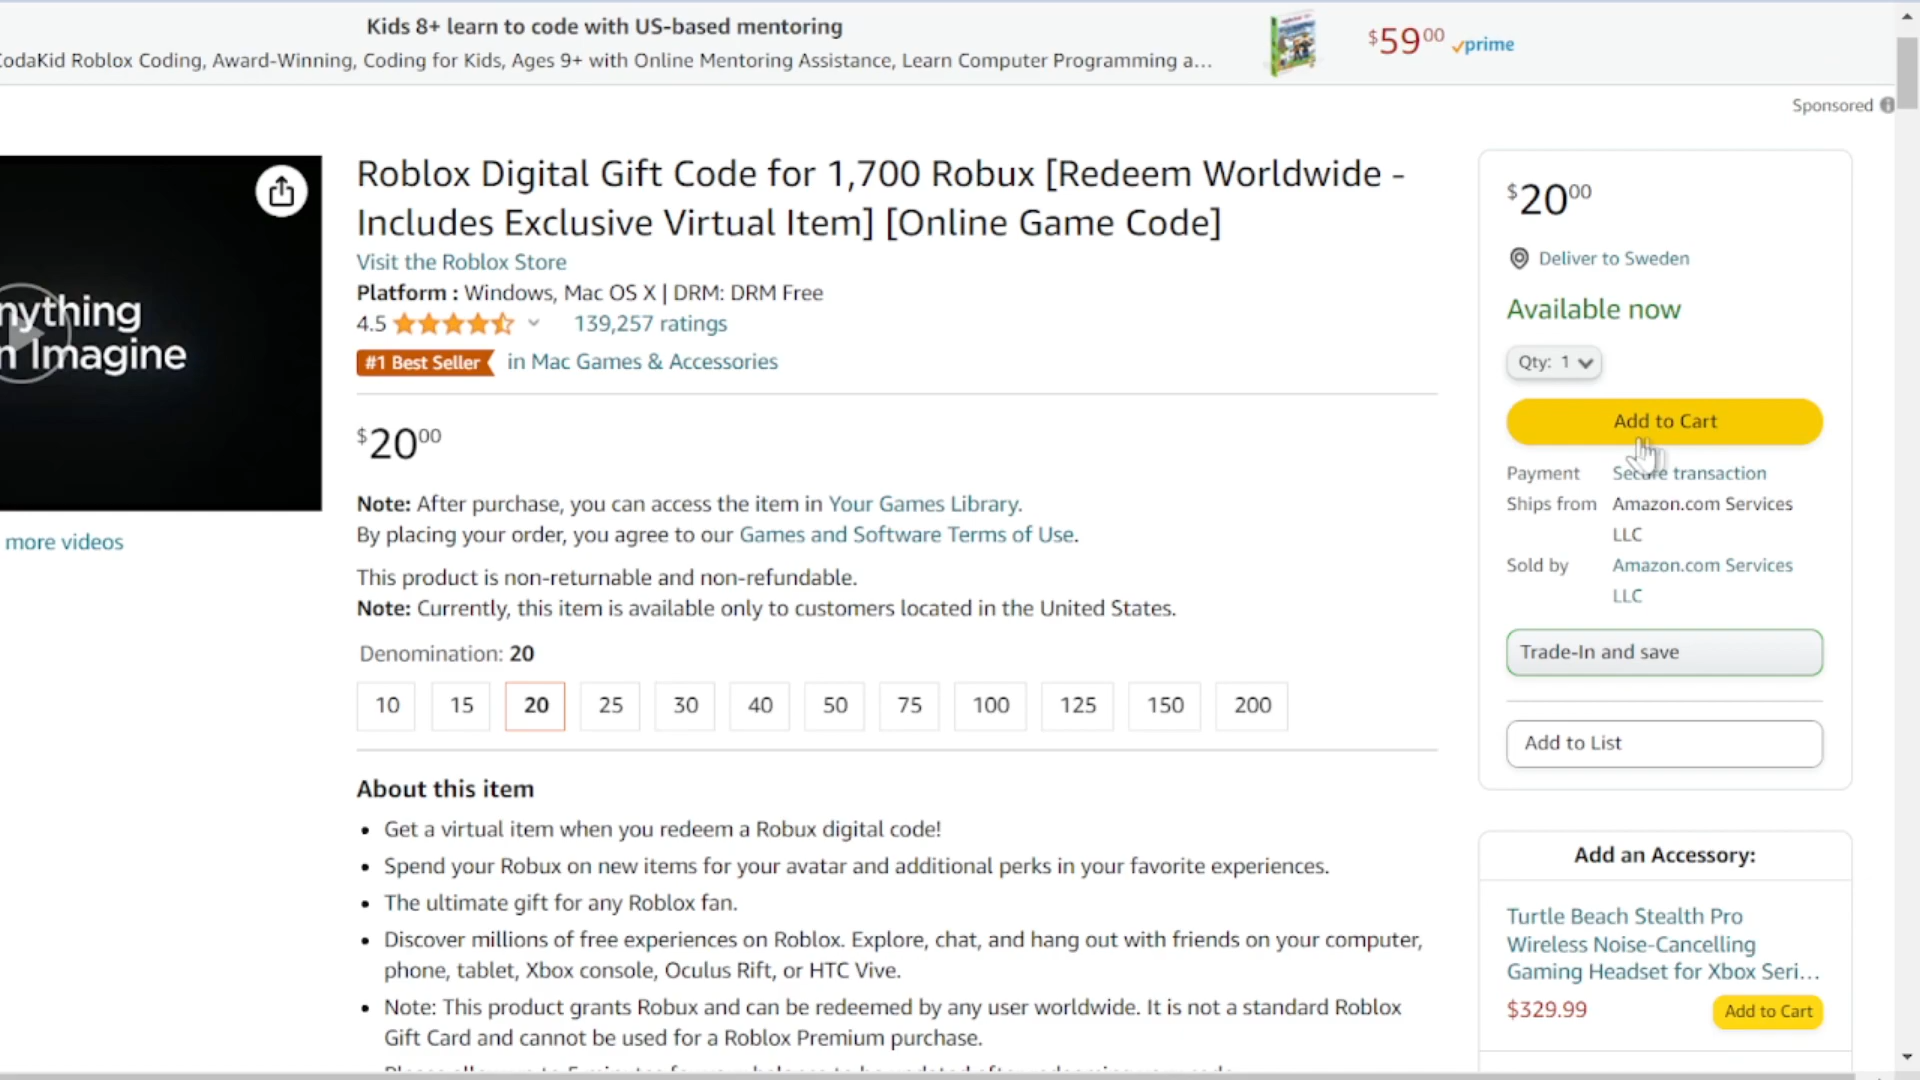 Kids 8+ learn to code with US-based mentoring
CodaKid Roblox Coding, Award-Winning, Coding for Kids, Ages 9+ with Online Mentoring Assistance, Learn Computer Programming a...
$59 00 prime
Sponsored
nything
n Imagine
more videos
Roblox Digital Gift Code for 1,700 Robux [Redeem Worldwide -
Includes Exclusive Virtual Item] [Online Game Code]
Visit the Roblox Store
Platform : Windows, Mac OS X | DRM: DRM Free
4.5 139,257 ratings
#1 Best Seller in Mac Games & Accessories
$20 00
Note: After purchase, you can access the item in Your Games Library.
By placing your order, you agree to our Games and Software Terms of Use.
This product is non-returnable and non-refundable.
Note: Currently, this item is available only to customers located in the United States.
Denomination: 20
10 15 20 25 30 40 50 75 100 125 150 200
About this item
Get a virtual item when you redeem a Robux digital code!
Spend your Robux on new items for your avatar and additional perks in your favorite experiences.
The ultimate gift for any Roblox fan.
Discover millions of free experiences on Roblox. Explore, chat, and hang out with friends on your computer,
phone, tablet, Xbox console, Oculus Rift, or HTC Vive.
Note: This product grants Robux and can be redeemed by any user worldwide. It is not a standard Roblox
Gift Card and cannot be used for a Roblox Premium purchase.
$20 00
Deliver to Sweden
Available now
Qty: 1
Add to Cart
Payment Secure transaction
Ships from Amazon.com Services
LLC
Sold by Amazon.com Services
LLC
Trade-In and save
Add to List
Add an Accessory:
Turtle Beach Stealth Pro
Wireless Noise-Cancelling
Gaming Headset for Xbox Seri...
$329.99 Add to Cart